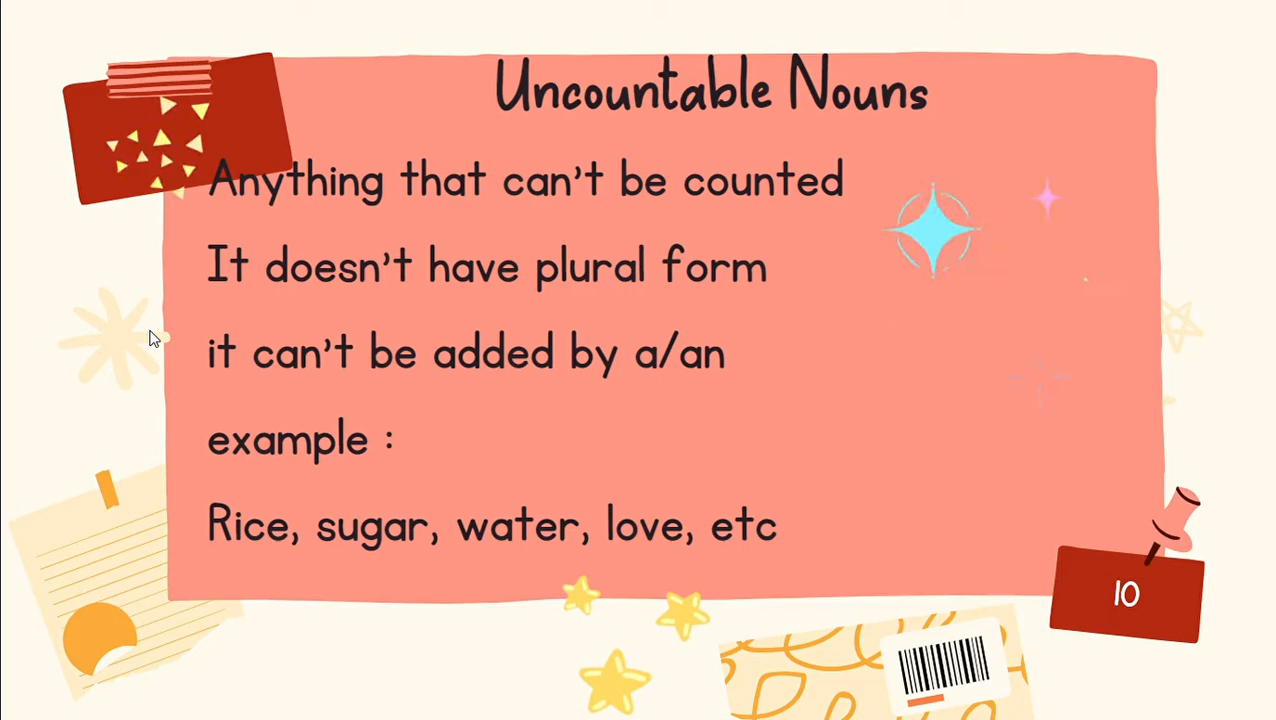 Uncountable Nouns
Anything that can't be counted
It doesn't have plural form
it can't be added by a/an
example :
Rice, sugar, water, love, etc
10